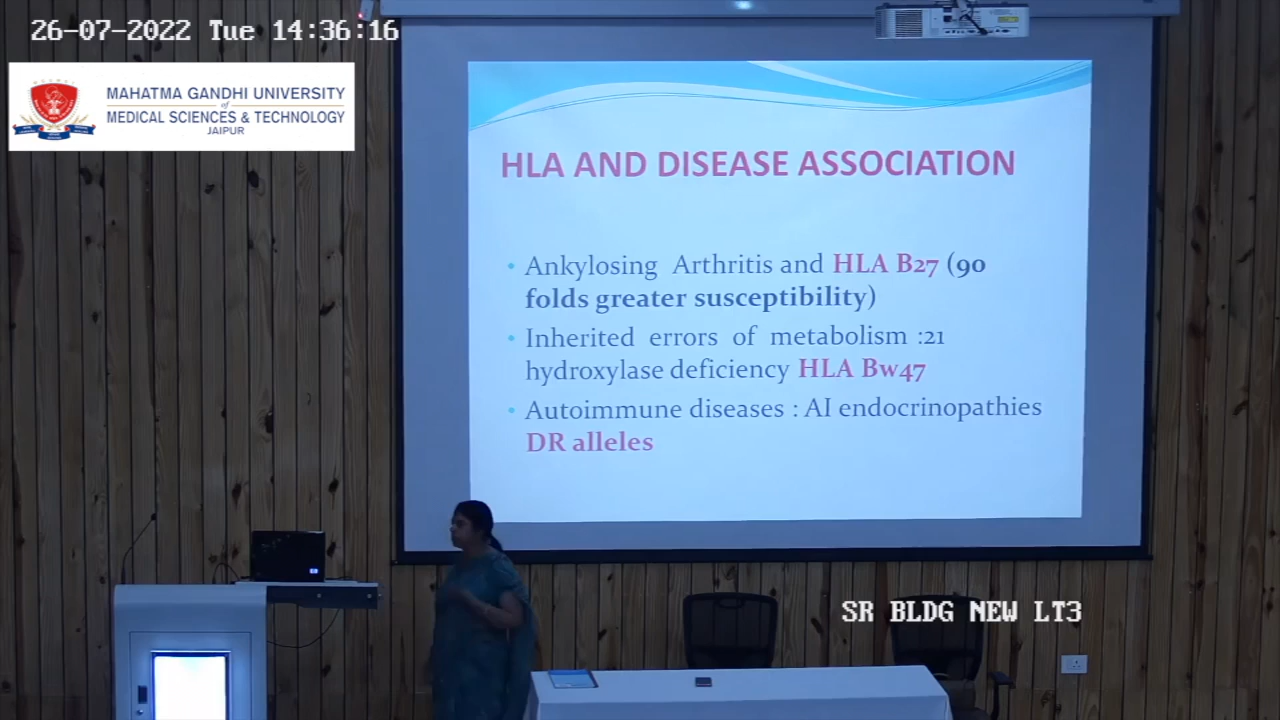 26-07-2022 Tue 14:36:16
MAHATMA GANDHI UNIVERSITY
of
MEDICAL SCIENCES & TECHNOLOGY
JAIPUR
HLA AND DISEASE ASSOCIATION
• Ankylosing Arthritis and HLA B27 (90
folds greater susceptibility)
• Inherited errors of metabolism :21
hydroxylase deficiency HLA Bw47
• Autoimmune diseases : AI endocrinopathies
DR alleles
SR BLDG NEW LT3